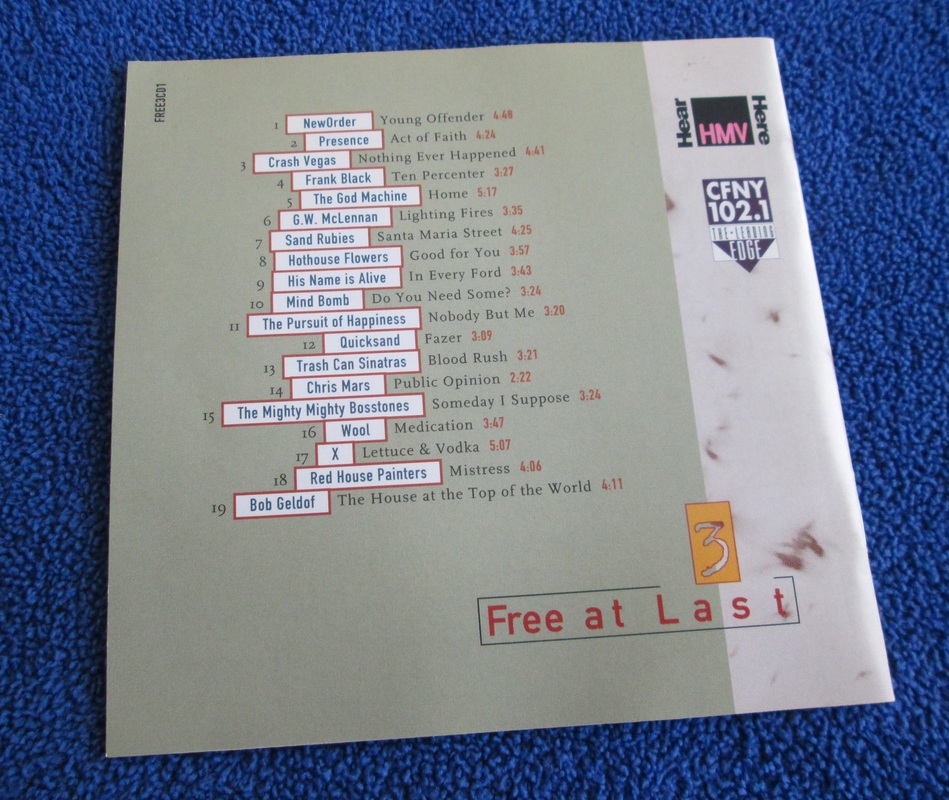 FREE3CD1
1 NewOrder Young Offender 4:48
2 Presence Act of Faith 4:24
3 Crash Vegas Nothing Ever Happened 4:41
4 Frank Black Ten Percenter 3:27
5 The God Machine Home 5:17
6 G.W. McLennan Lighting Fires 3:35
7 Sand Rubies Santa Maria Street 4:25
8 Hothouse Flowers Good for You 3:57
9 His Name is Alive In Every Ford 3:43
10 Mind Bomb Do You Need Some? 3:24
11 The Pursuit of Happiness Nobody But Me 3:20
12 Quicksand Fazer 3:09
13 Trash Can Sinatras Blood Rush 3:21
14 Chris Mars Public Opinion 2:22
15 The Mighty Mighty Bosstones Someday I Suppose 3:24
16 Wool Medication 3:47
17 X Lettuce & Vodka 5:07
18 Red House Painters Mistress 4:06
19 Bob Geldof The House at the Top of the World 4:11
Hear HMV Here
CFNY
102.1
THE·LEADING
EDGE
3
Free at Last